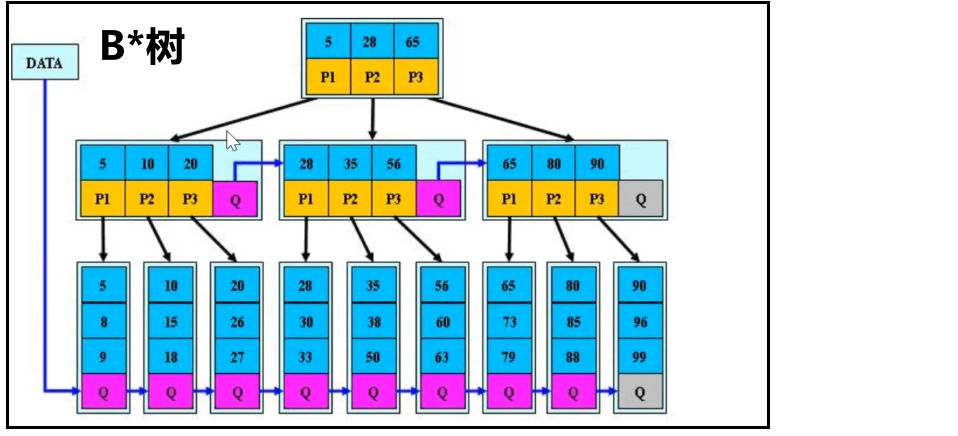 B*树
DATA
5 28 65
P1 P2 P3
5 10 20 28 35 56 65 80 90
P1 P2 P3 Q P1 P2 P3 Q P1 P2 P3 Q
5 10 20 28 35 56 65 80 90
8 15 26 30 38 60 73 85 96
9 18 27 33 50 63 79 88 99
Q Q Q Q Q Q Q Q Q